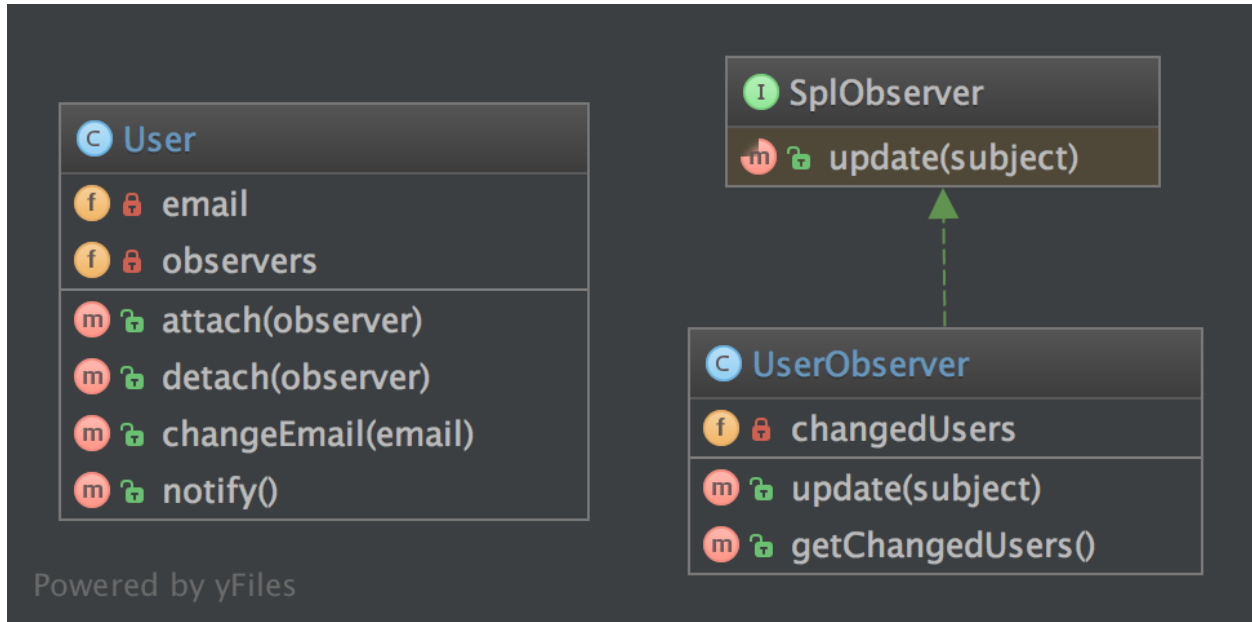 C User
f email
f observers
m attach(observer)
m detach(observer)
m changeEmail(email)
m notify()
I SplObserver
m update(subject)
C UserObserver
f changedUsers
m update(subject)
m getChangedUsers()
Powered by yFiles